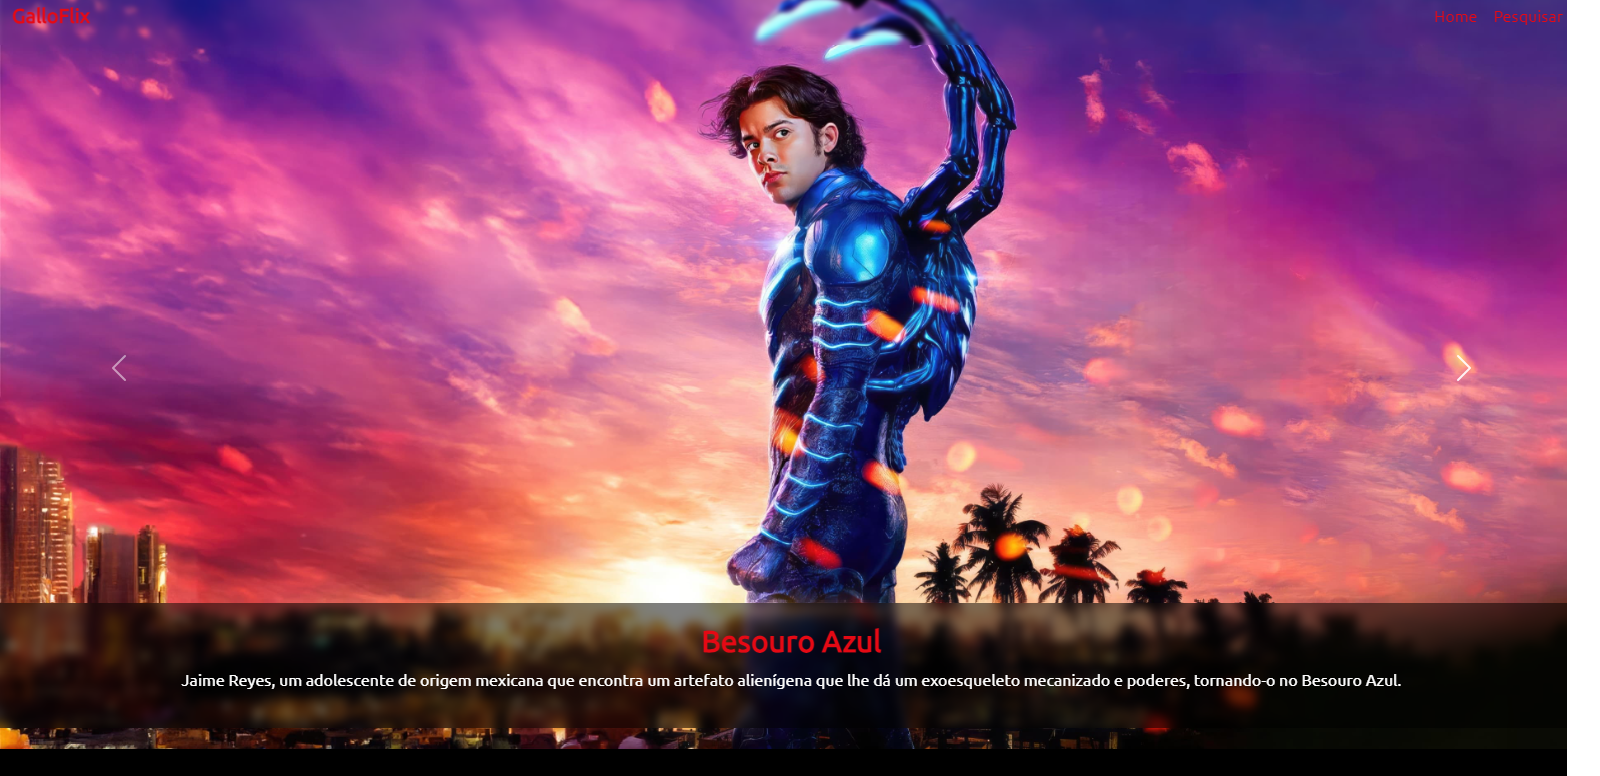 GalloFlix
Home
Pesquisar
Besouro Azul
Jaime Reyes, um adolescente de origem mexicana que encontra um artefato alienígena que lhe dá um exoesqueleto mecanizado e poderes, tornando-o no Besouro Azul.